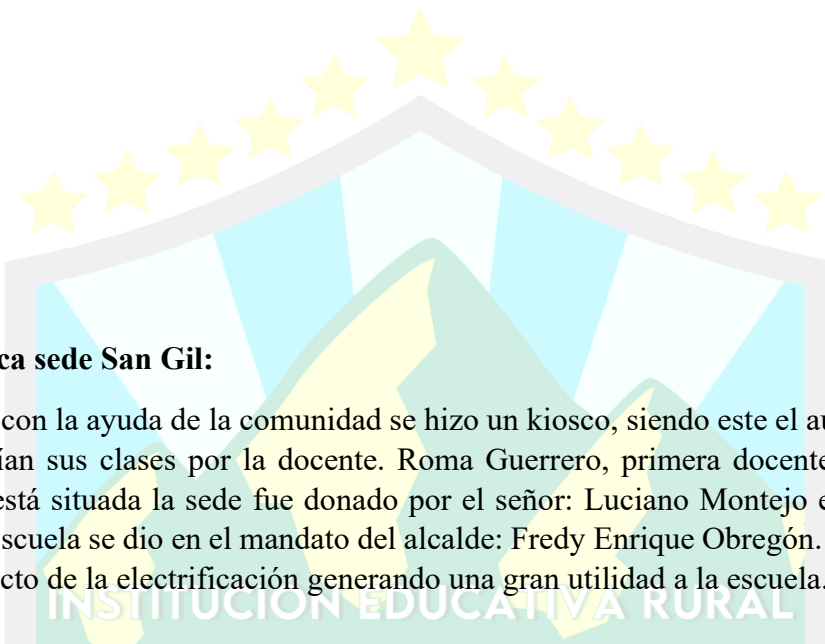 ca sede San Gil:
con la ayuda de la comunidad se hizo un kiosco, siendo este el au
ían sus clases por la docente. Roma Guerrero, primera docente
está situada la sede fue donado por el señor: Luciano Montejo e
scuela se dio en el mandato del alcalde: Fredy Enrique Obregón.
cto de la electrificación generando una gran utilidad a la escuela.
INSTITUCIÓN EDUCATIVA RURAL